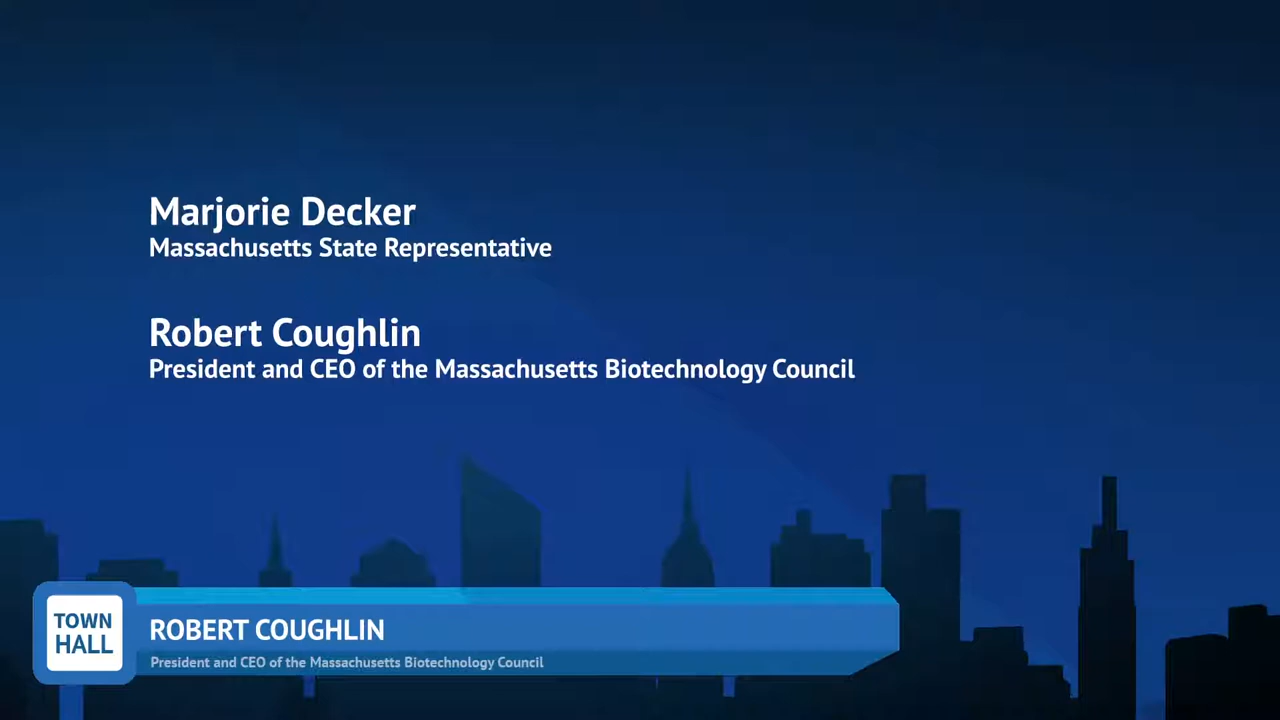 Marjorie Decker
Massachusetts State Representative
Robert Coughlin
President and CEO of the Massachusetts Biotechnology Council
TOWN
HALL
ROBERT COUGHLIN
President and CEO of the Massachusetts Biotechnology Council